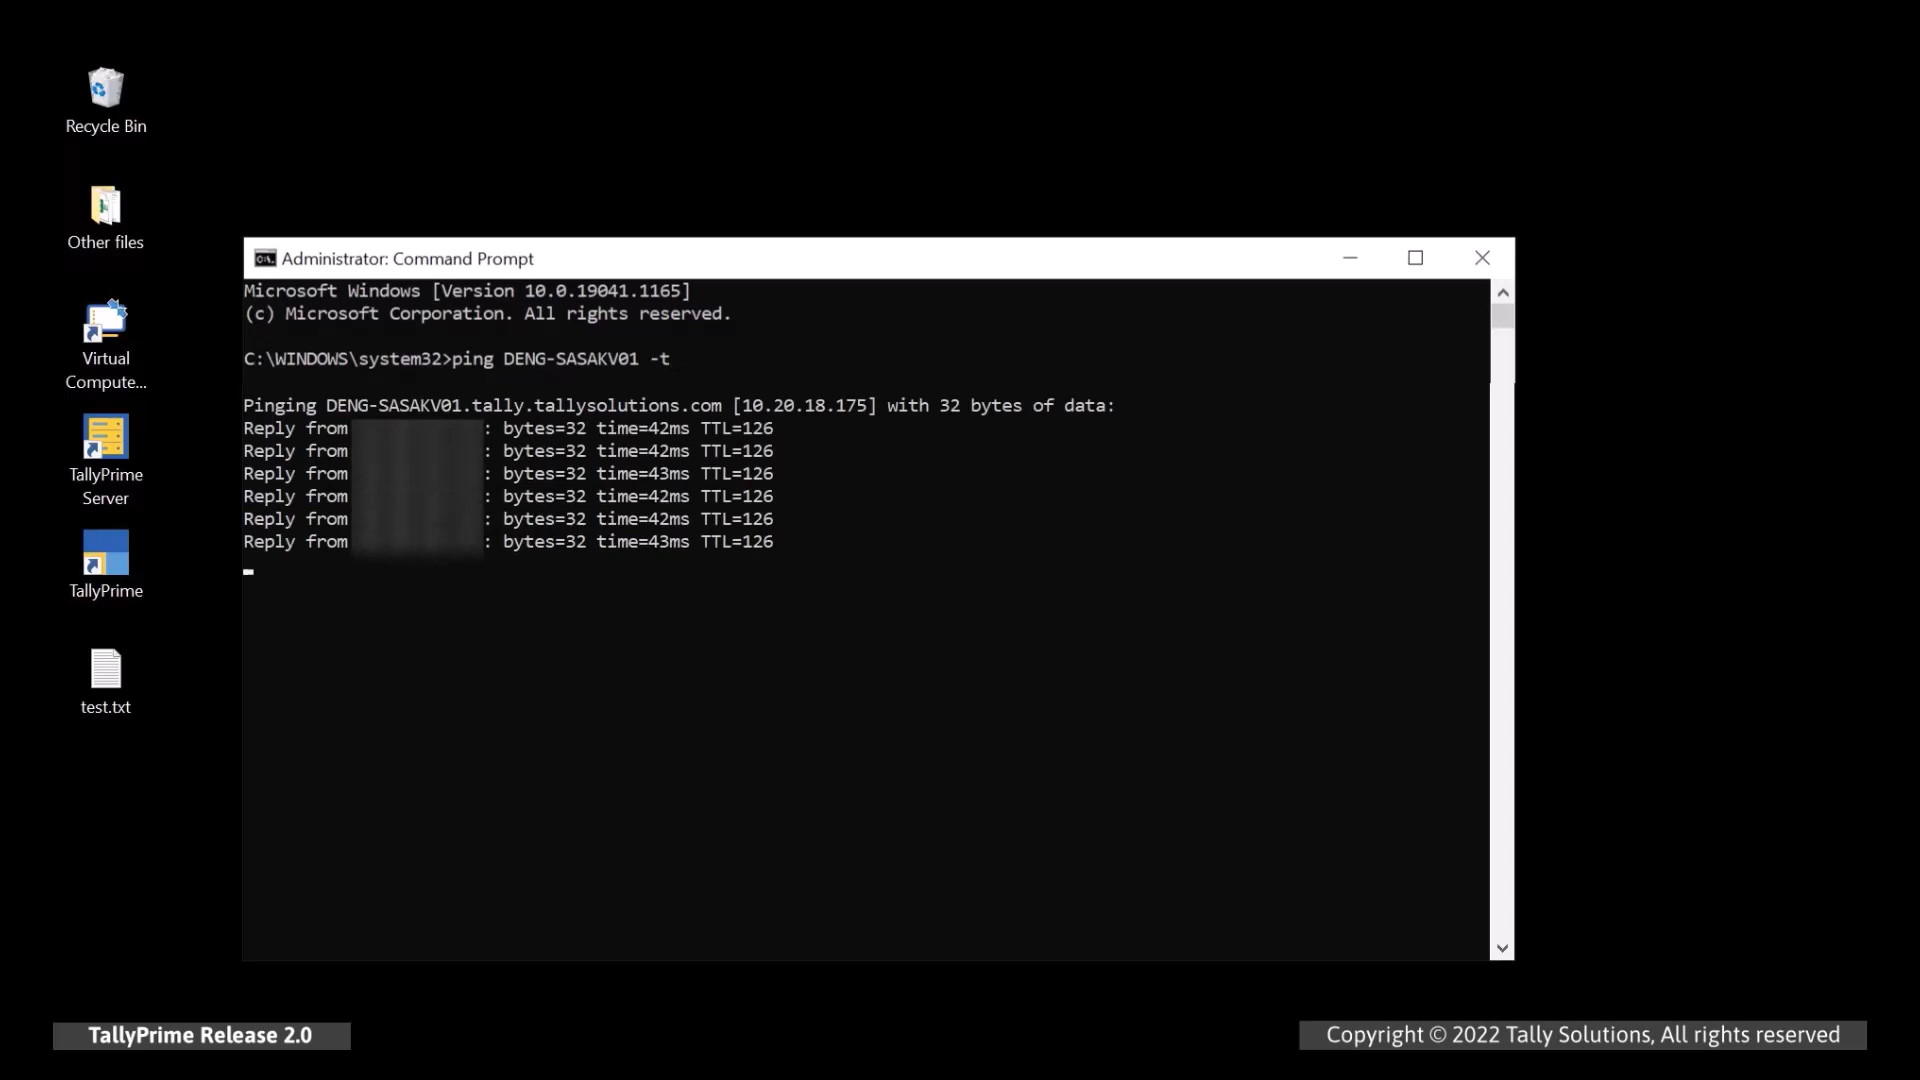 Recycle Bin
Other files
Virtual
Compute...
TallyPrime
Server
TallyPrime
test.txt
Administrator: Command Prompt
Microsoft Windows [Version 10.0.19041.1165]
(c) Microsoft Corporation. All rights reserved.
C:\WINDOWS\system32>ping DENG-SASAKV01 -t
Pinging DENG-SASAKV01.tally.tallysolutions.com [10.20.18.175] with 32 bytes of data:
Reply from : bytes=32 time=42ms TTL=126
Reply from : bytes=32 time=42ms TTL=126
Reply from : bytes=32 time=43ms TTL=126
Reply from : bytes=32 time=42ms TTL=126
Reply from : bytes=32 time=42ms TTL=126
Reply from : bytes=32 time=43ms TTL=126
TallyPrime Release 2.0
Copyright © 2022 Tally Solutions, All rights reserved